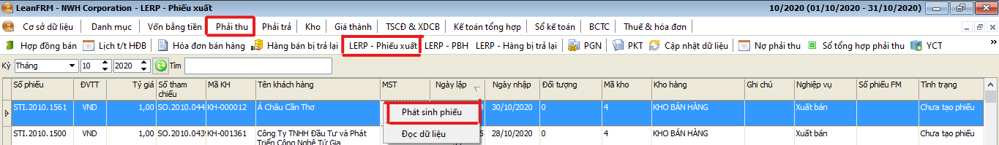 LeanFRM - NWH Corporation - LERP - Phiếu xuất 10/2020 (01/10/2020 - 31/10/2020)
Cơ sở dữ liệu Danh mục Vốn bằng tiền Phải thu Phải trả Kho Giá thành TSCĐ & XDCB Kế toán tổng hợp Sổ kế toán BCTC Thuế & hóa đơn
Hợp đồng bán Lịch t/t HĐB Hóa đơn bán hàng Hàng bán bị trả lại LERP - Phiếu xuất LERP - PBH LERP - Hàng bị trả lại PGN PKT Cập nhật dữ liệu Nợ phải thu Sổ tổng hợp phải thu YCT
Kỳ Tháng 10 2020 Tìm
Số phiếu ĐVTT Tỷ giá Số tham chiếu Mã KH Tên khách hàng MST Ngày lập Ngày nhập Đối tượng Mã kho Kho hàng Ghi chú Nghiệp vụ Số phiếu FM Tình trạng
STI.2010.1561 VND 1,00 SO.2010.044 KH-000012 Á Châu Cần Thơ 30/10/2020 0 4 KHO BÁN HÀNG Xuất bán Chưa tạo phiếu
Phát sinh phiếu
Đọc dữ liệu
STI.2010.1500 VND 1,00 SO.2010.043 KH-001361 Công Ty TNHH Đầu Tư và Phát Triển Công Nghệ Tứ Gia 28/10/2020 0 4 KHO BÁN HÀNG Xuất bán Chưa tạo phiếu